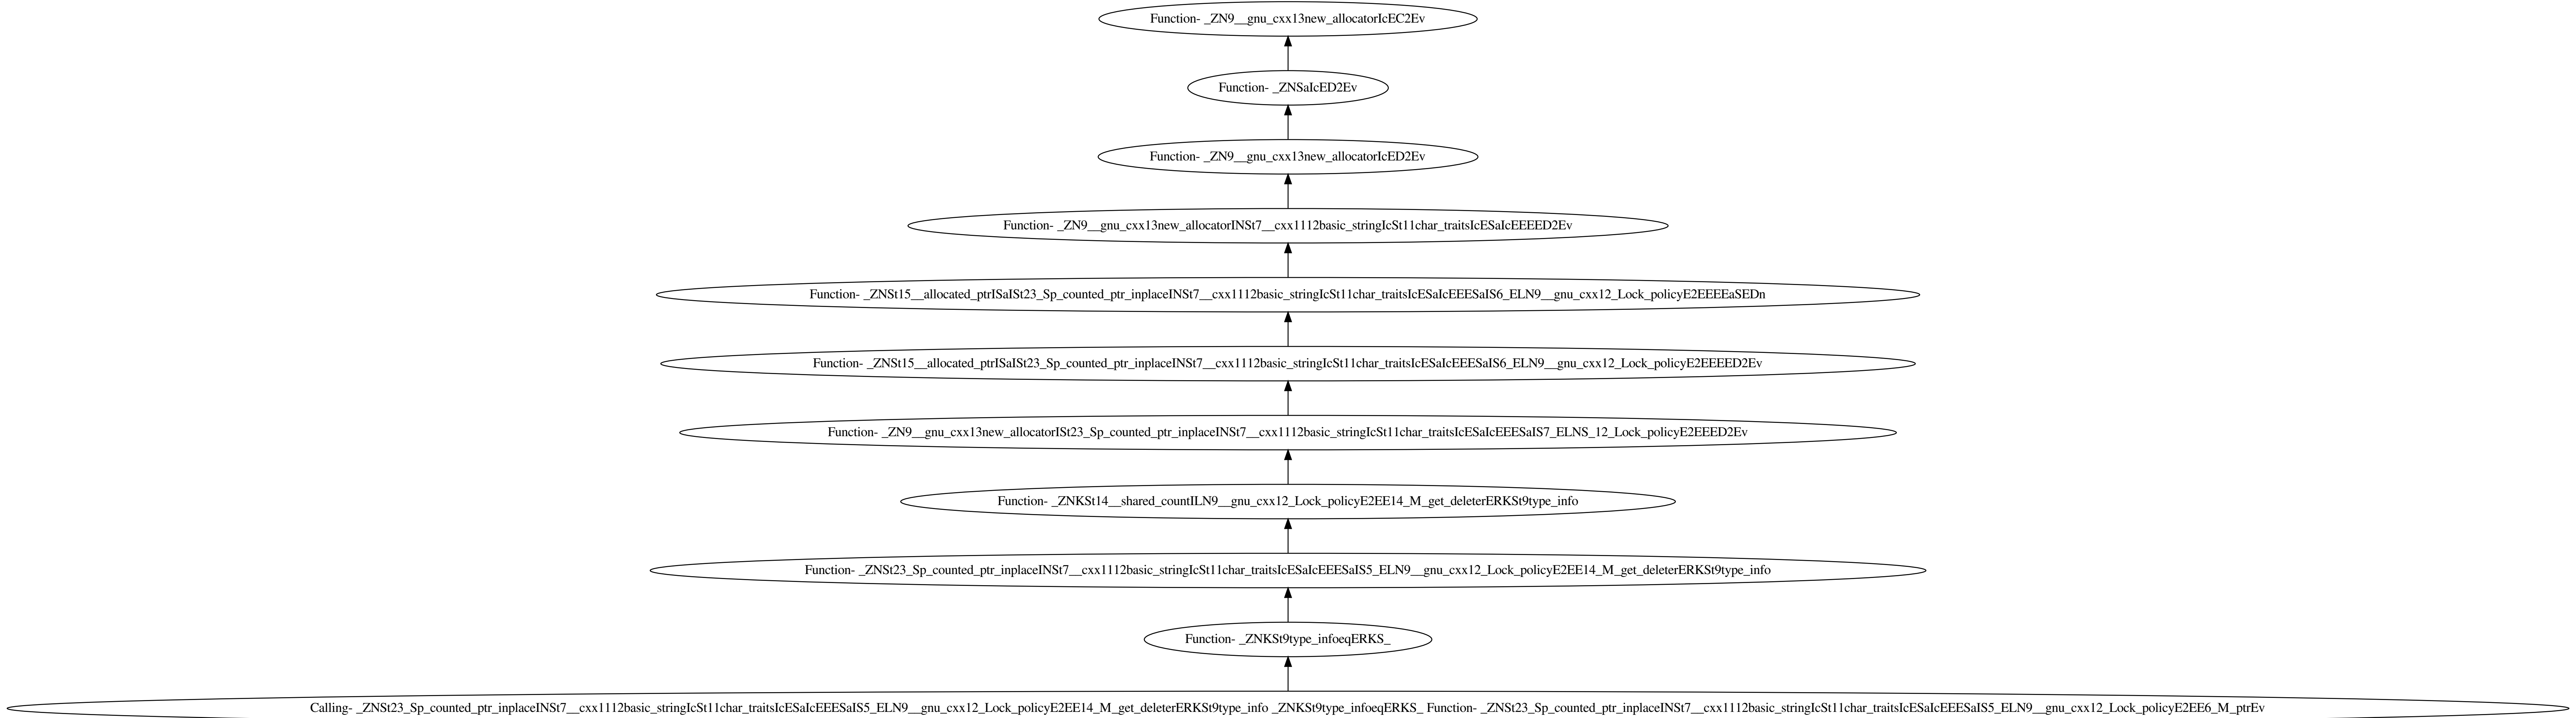 Function- _ZN9__gnu_cxx13new_allocatorIcEC2Ev
Function- _ZNSaIcED2Ev
Function- _ZN9__gnu_cxx13new_allocatorIcED2Ev
Function- _ZN9__gnu_cxx13new_allocatorINSt7__cxx1112basic_stringIcSt11char_traitsIcESaIcEEEED2Ev
Function- _ZNSt15__allocated_ptrISaISt23_Sp_counted_ptr_inplaceINSt7__cxx1112basic_stringIcSt11char_traitsIcESaIcEEESaIS6_ELN9__gnu_cxx12_Lock_policyE2EEEEaSEDn
Function- _ZNSt15__allocated_ptrISaISt23_Sp_counted_ptr_inplaceINSt7__cxx1112basic_stringIcSt11char_traitsIcESaIcEEESaIS6_ELN9__gnu_cxx12_Lock_policyE2EEEED2Ev
Function- _ZN9__gnu_cxx13new_allocatorISt23_Sp_counted_ptr_inplaceINSt7__cxx1112basic_stringIcSt11char_traitsIcESaIcEEESaIS7_ELNS_12_Lock_policyE2EEED2Ev
Function- _ZNKSt14__shared_countILN9__gnu_cxx12_Lock_policyE2EE14_M_get_deleterERKSt9type_info
Function- _ZNSt23_Sp_counted_ptr_inplaceINSt7__cxx1112basic_stringIcSt11char_traitsIcESaIcEEESaIS5_ELN9__gnu_cxx12_Lock_policyE2EE14_M_get_deleterERKSt9type_info
Function- _ZNKSt9type_infoeqERKS_
Calling- _ZNSt23_Sp_counted_ptr_inplaceINSt7__cxx1112basic_stringIcSt11char_traitsIcESaIcEEESaIS5_ELN9__gnu_cxx12_Lock_policyE2EE14_M_get_deleterERKSt9type_info _ZNKSt9type_infoeqERKS_ Function- _ZNSt23_Sp_counted_ptr_inplaceINSt7__cxx1112basic_stringIcSt11char_traitsIcESaIcEEESaIS5_ELN9__gnu_cxx12_Lock_policyE2EE6_M_ptrEv